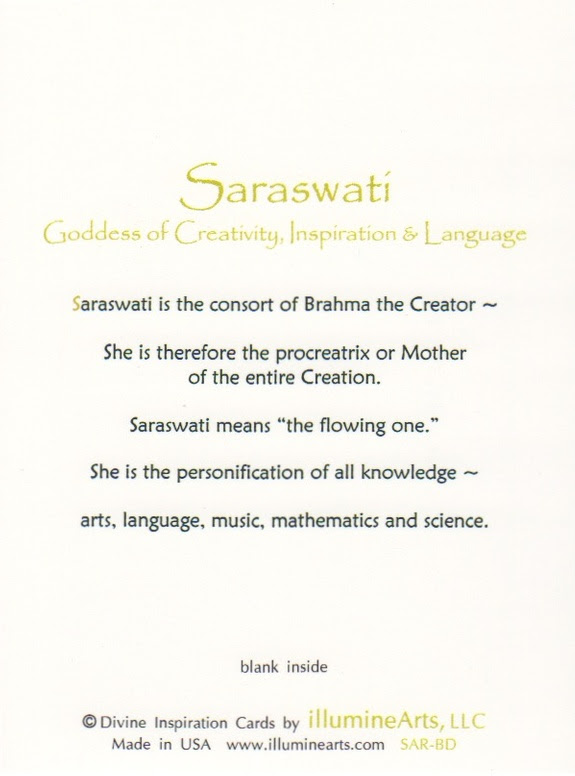 Saraswati
Goddess of Creativity, Inspiration & Language
Saraswati is the consort of Brahma the Creator ~
She is therefore the procreatrix or Mother
of the entire Creation.
Saraswati means “the flowing one.”
She is the personification of all knowledge ~
arts, language, music, mathematics and science.
blank inside
© Divine Inspiration Cards by illumineArts, LLC
Made in USA www.illuminearts.com SAR-BD